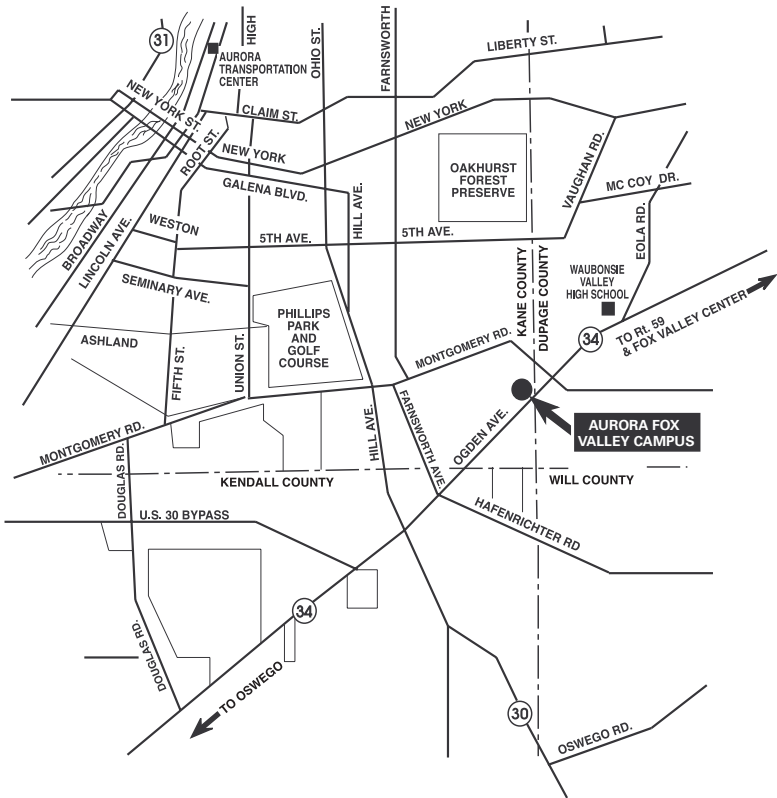 31
HIGH
OHIO ST.
FARNSWORTH
LIBERTY ST.
AURORA
TRANSPORTATION
CENTER
NEW YORK ST.
CLAIM ST.
NEW YORK
ROOT ST.
NEW YORK
OAKHURST
FOREST
PRESERVE
VAUGHAN RD.
MC COY DR.
GALENA BLVD.
HILL AVE.
EOLA RD.
WESTON
5TH AVE.
5TH AVE.
BROADWAY
LINCOLN AVE.
KANE COUNTY
DUPAGE COUNTY
WAUBONSIE
VALLEY
HIGH SCHOOL
SEMINARY AVE.
PHILLIPS
PARK
AND
GOLF
COURSE
TO Rt. 59
& FOX VALLEY CENTER
34
ASHLAND
FIFTH ST.
UNION ST.
MONTGOMERY RD.
AURORA FOX
VALLEY CAMPUS
MONTGOMERY RD.
HILL AVE.
FARNSWORTH AVE.
OGDEN AVE.
DOUGLAS RD.
KENDALL COUNTY
WILL COUNTY
U.S. 30 BYPASS
HAFENRICHTER RD
34
DOUGLAS RD.
TO OSWEGO
30
OSWEGO RD.